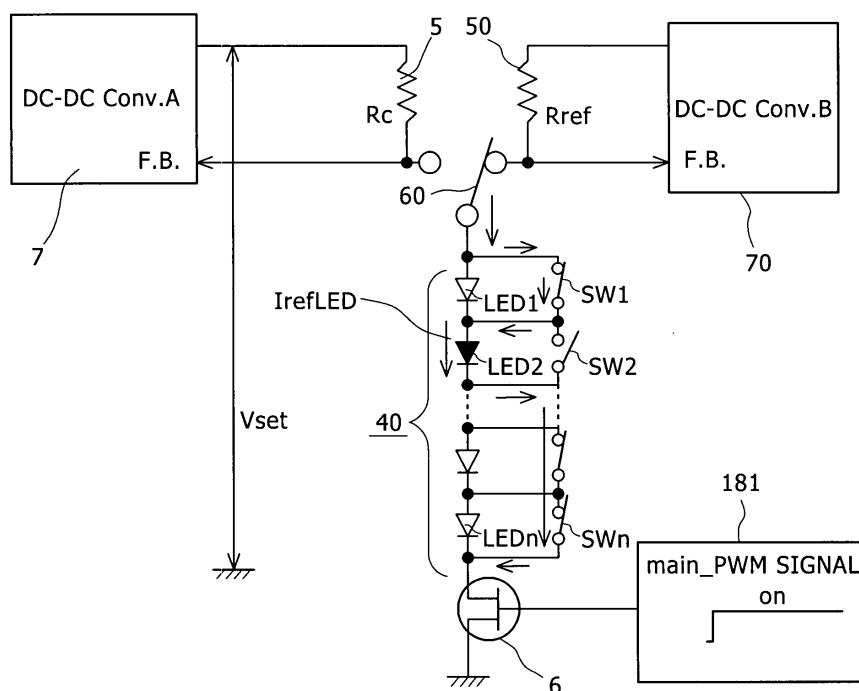 5
50
DC-DC Conv.A
Rc
Rref
DC-DC Conv.B
F.B.
F.B.
60
7
70
LED1
SW1
IrefLED
LED2
SW2
Vset
40
181
LEDn
SWn
main_PWM SIGNAL
on
6